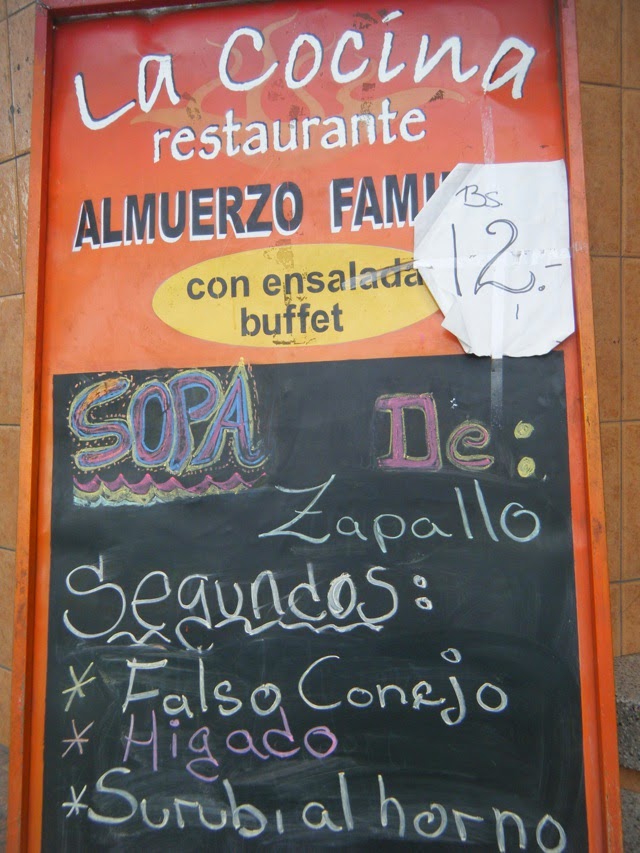 La Cocina
restaurante
ALMUERZO FAMI
Bs.
12.-
con ensalada
buffet
SOPA De:
Zapallo
Segundos:
* Falso Conejo
* Higado
* Surubi al horno